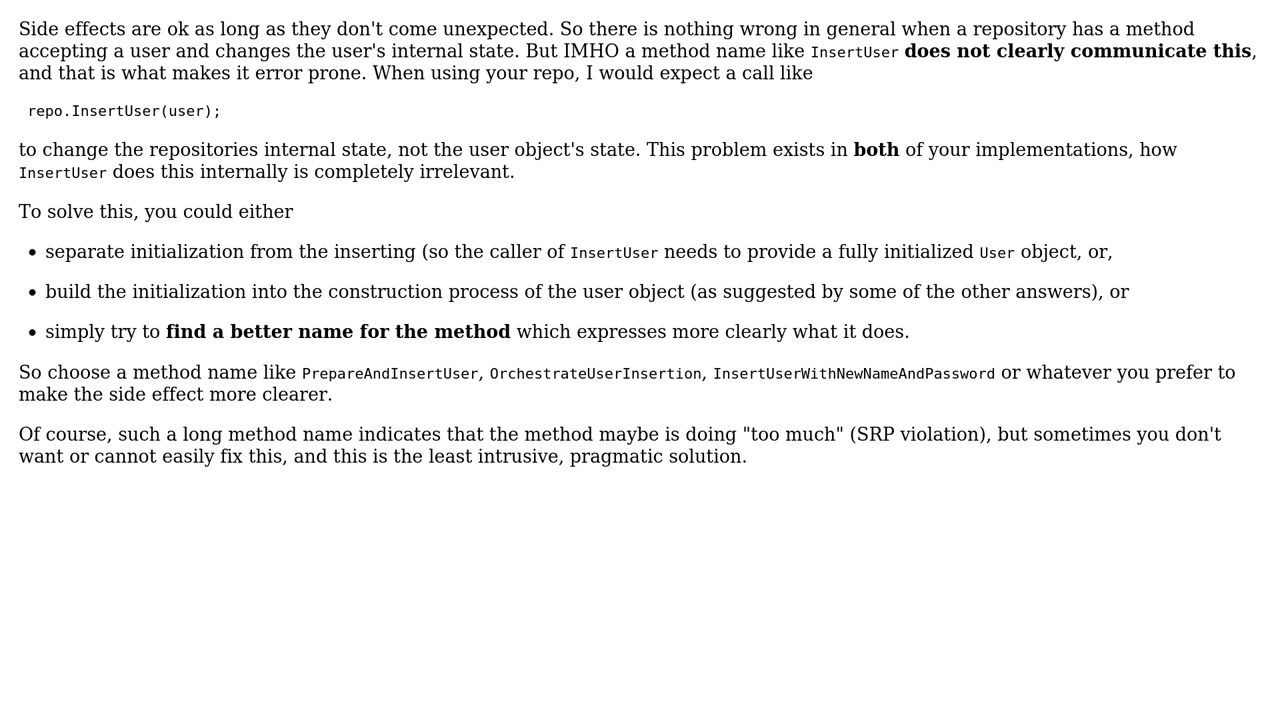 Side effects are ok as long as they don't come unexpected. So there is nothing wrong in general when a repository has a method
accepting a user and changes the user's internal state. But IMHO a method name like InsertUser does not clearly communicate this,
and that is what makes it error prone. When using your repo, I would expect a call like
repo.InsertUser(user);
to change the repositories internal state, not the user object's state. This problem exists in both of your implementations, how
InsertUser does this internally is completely irrelevant.
To solve this, you could either
• separate initialization from the inserting (so the caller of InsertUser needs to provide a fully initialized User object, or,
• build the initialization into the construction process of the user object (as suggested by some of the other answers), or
• simply try to find a better name for the method which expresses more clearly what it does.
So choose a method name like PrepareAndInsertUser, OrchestrateUserInsertion, InsertUserWithNewNameAndPassword or whatever you prefer to
make the side effect more clearer.
Of course, such a long method name indicates that the method maybe is doing "too much" (SRP violation), but sometimes you don't
want or cannot easily fix this, and this is the least intrusive, pragmatic solution.